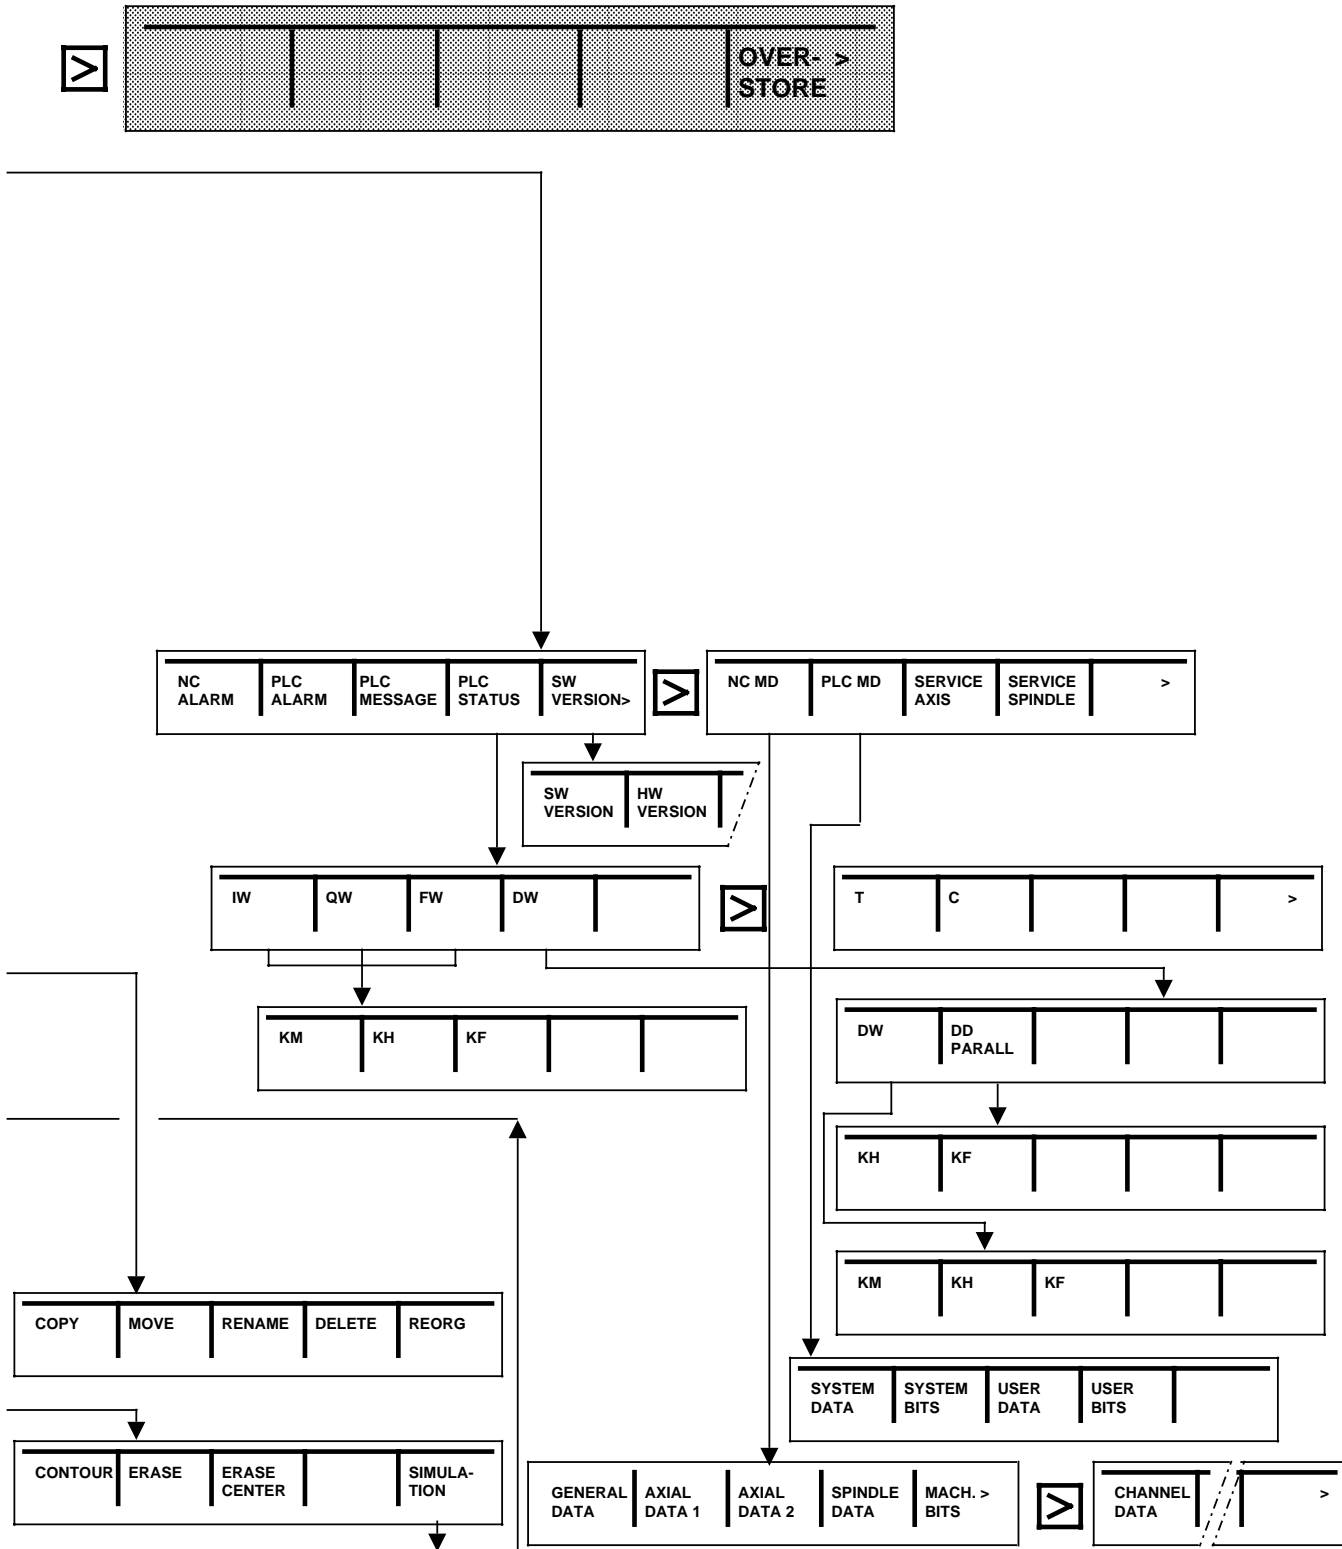 >
OVER- >
STORE
NC
ALARM
PLC
ALARM
PLC
MESSAGE
PLC
STATUS
SW
VERSION>
>
NC MD
PLC MD
SERVICE
AXIS
SERVICE
SPINDLE
>
SW
VERSION
HW
VERSION
IW
QW
FW
DW
>
T
C
>
KM
KH
KF
DW
DD
PARALL
KH
KF
KM
KH
KF
COPY
MOVE
RENAME
DELETE
REORG
SYSTEM
DATA
SYSTEM
BITS
USER
DATA
USER
BITS
CONTOUR
ERASE
ERASE
CENTER
SIMULA-
TION
GENERAL
DATA
AXIAL
DATA 1
AXIAL
DATA 2
SPINDLE
DATA
MACH. >
BITS
>
CHANNEL
DATA
>